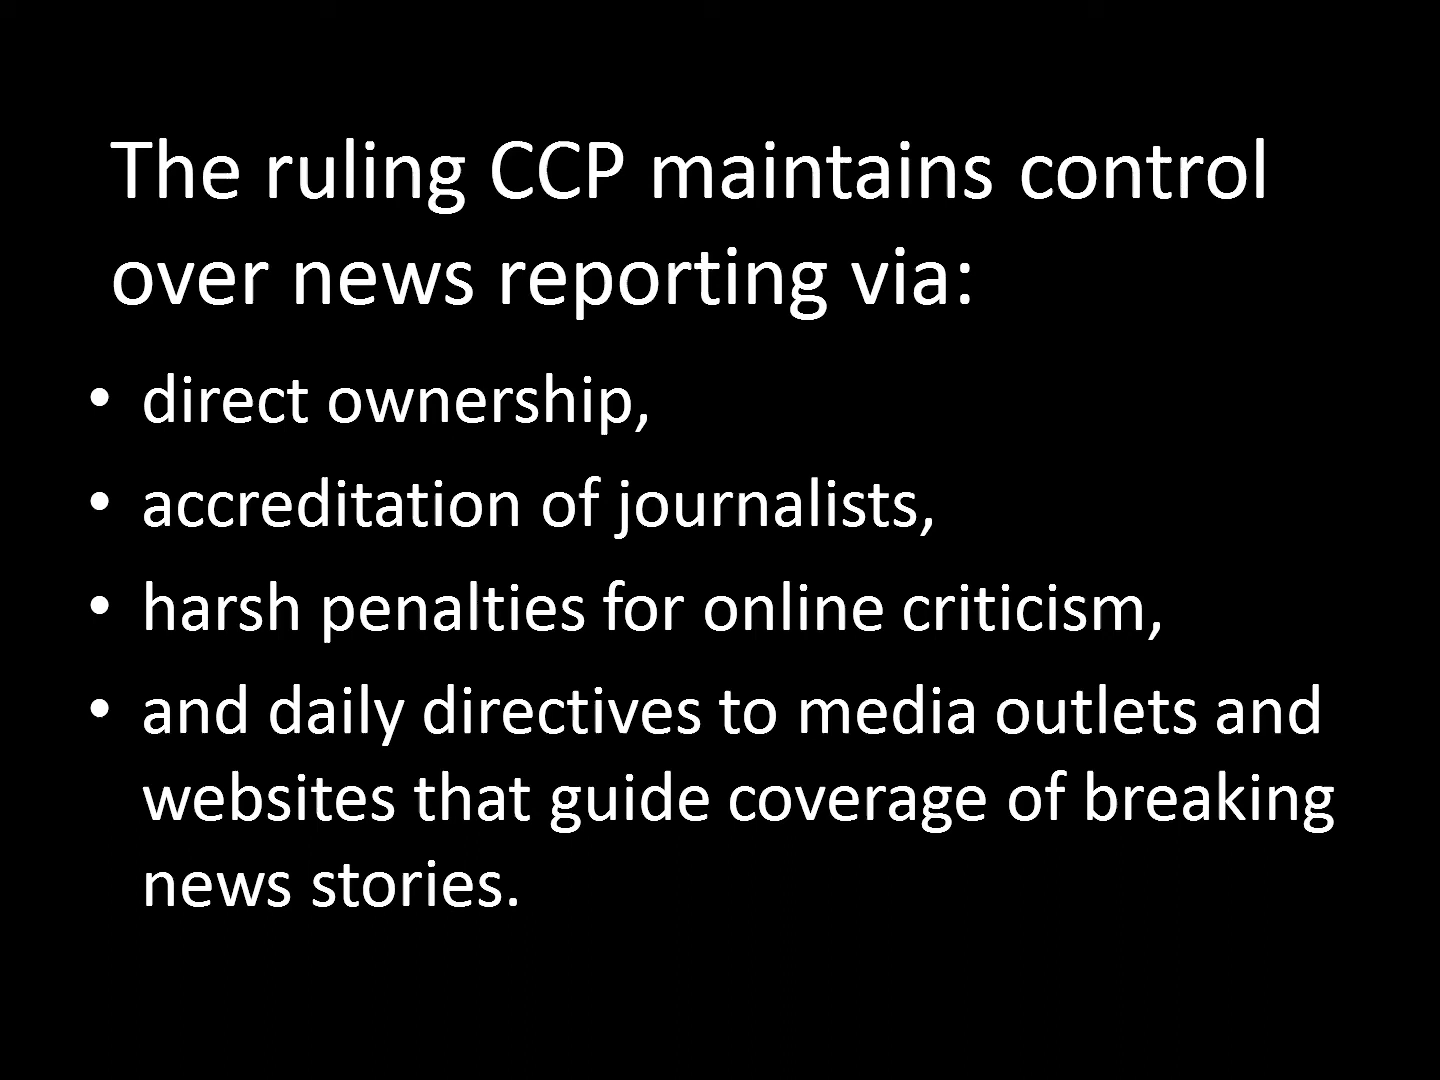 The ruling CCP maintains control
over news reporting via:
• direct ownership,
• accreditation of journalists,
• harsh penalties for online criticism,
• and daily directives to media outlets and
websites that guide coverage of breaking
news stories.